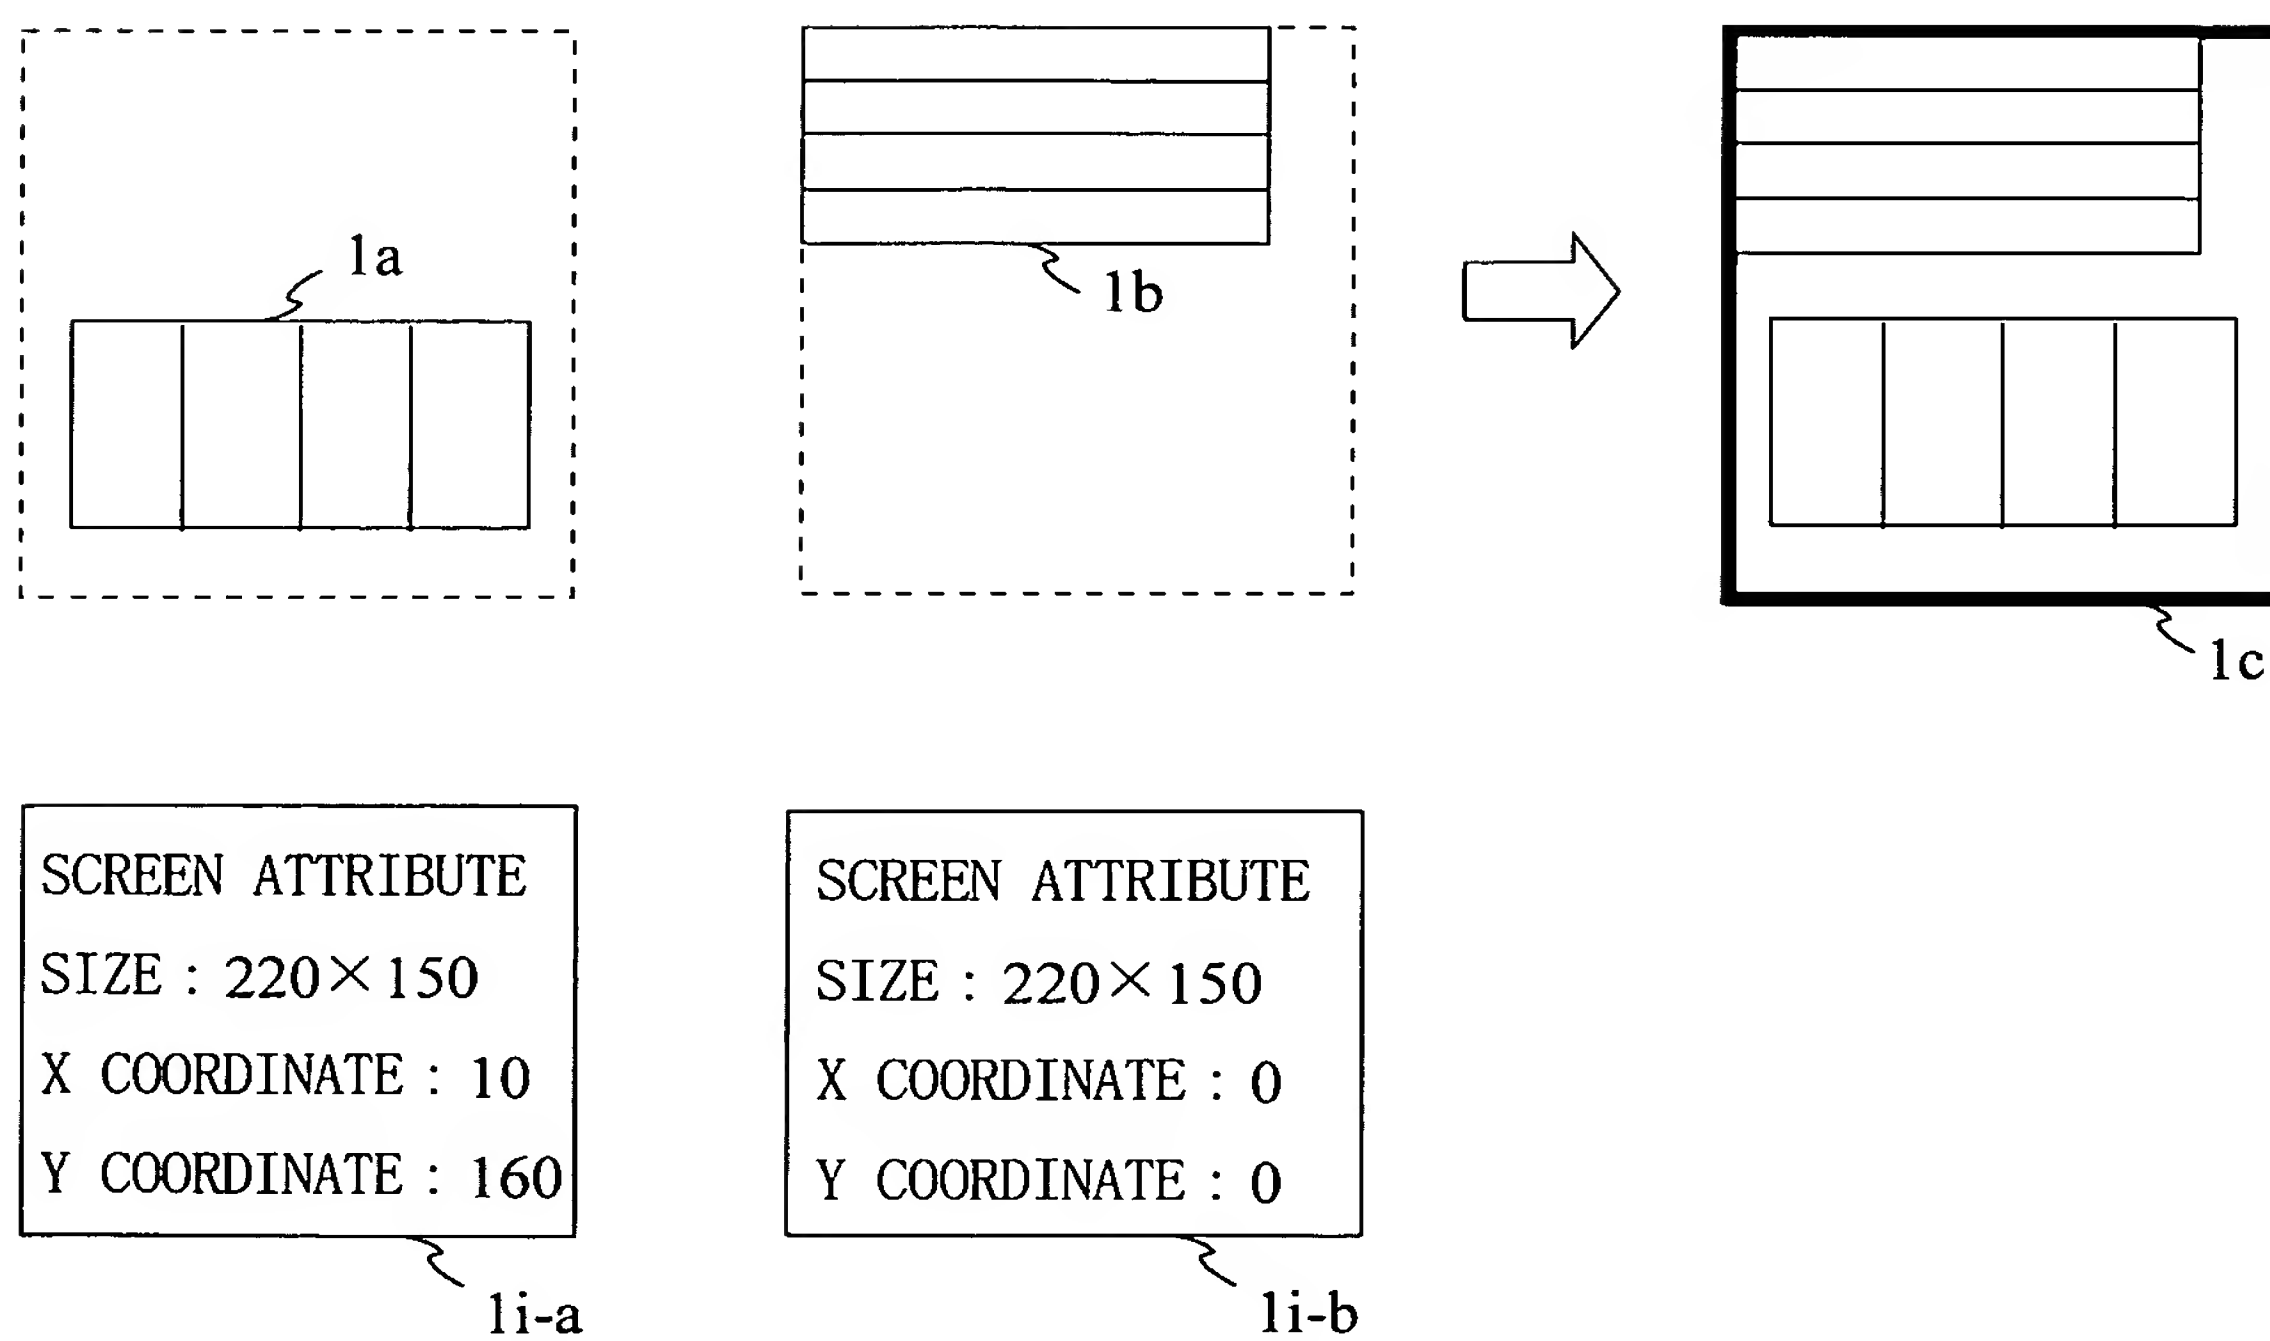 1a
1b
1c
SCREEN ATTRIBUTE
SIZE : 220×150
X COORDINATE : 10
Y COORDINATE : 160
1i-a
SCREEN ATTRIBUTE
SIZE : 220×150
X COORDINATE : 0
Y COORDINATE : 0
1i-b